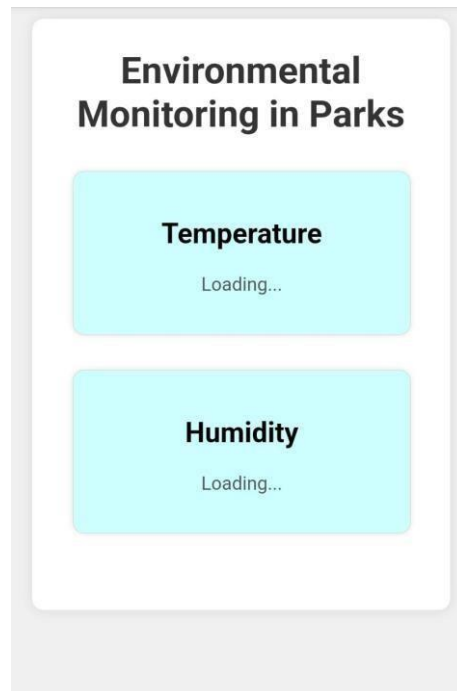 Environmental
Monitoring in Parks
Temperature
Loading...
Humidity
Loading...